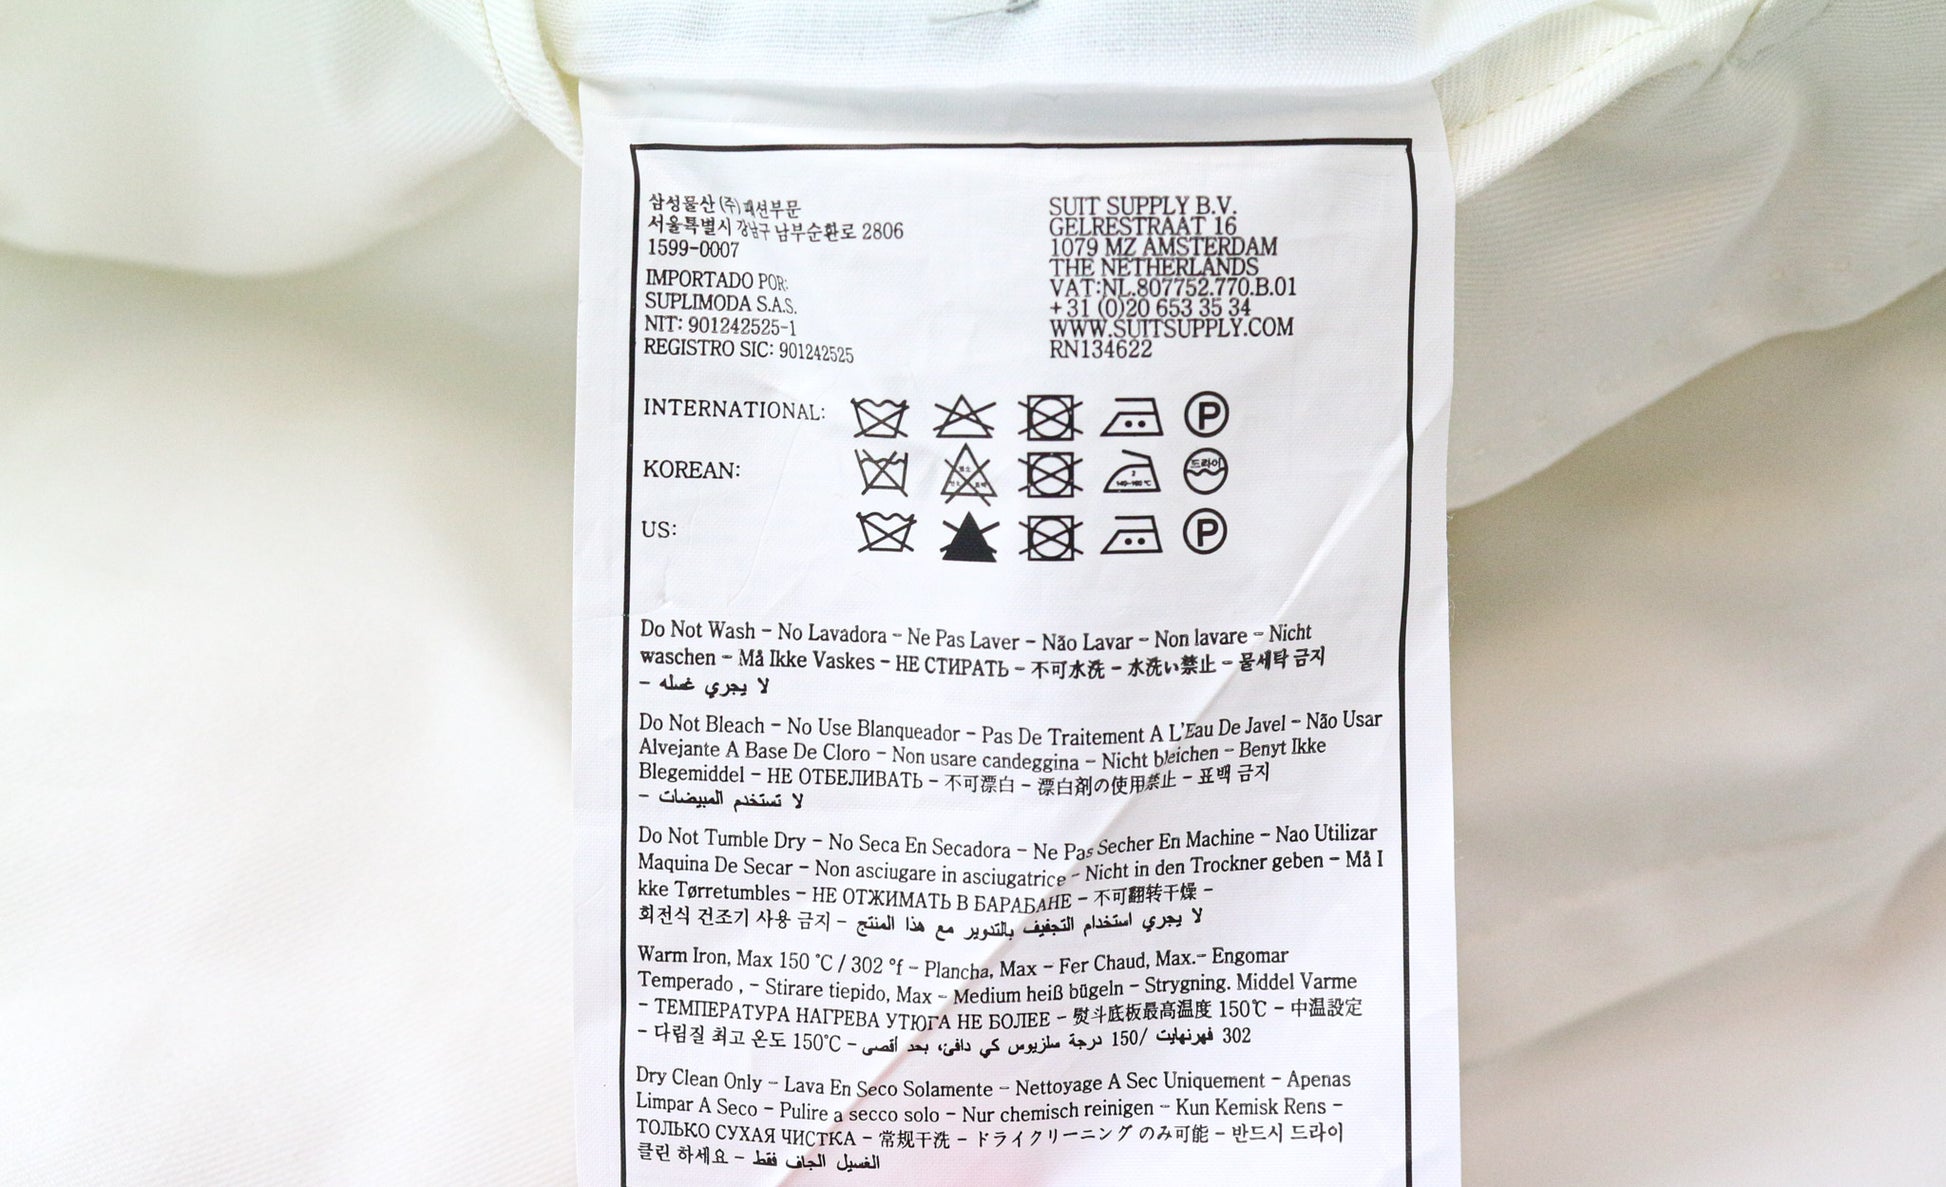 삼성물산 (주)패션부문
서울특별시 강남구 남부순환로 2806
1599-0007
IMPORTADO POR:
SUPLIMODA S.A.S.
NIT: 901242525-1
REGISTRO SIC: 901242525
SUIT SUPPLY B.V.
GELRESTRAAT 16
1079 MZ AMSTERDAM
THE NETHERLANDS
VAT:NL.807752.770.B.01
+31 (0)20 653 35 34
WWW.SUITSUPPLY.COM
RN134622
INTERNATIONAL: P
KOREAN: 드라이
US: P
Do Not Wash - No Lavadora - Ne Pas Laver - Não Lavar - Non lavare - Nicht
waschen - Må Ikke Vaskes - НЕ СТИРАТЬ - 不可水洗 - 水洗い禁止 - 물세탁 금지
- لا يجري غسله
Do Not Bleach - No Use Blanqueador - Pas De Traitement A L'Eau De Javel - Não Usar
Alvejante A Base De Cloro - Non usare candeggina - Nicht bleichen - Benyt Ikke
Blegemiddel - НЕ ОТБЕЛИВАТЬ - 不可漂白 - 漂白剤の使用禁止 - 표백 금지
- لا تستخدم المبيضات
Do Not Tumble Dry - No Seca En Secadora - Ne Pas Secher En Machine - Nao Utilizar
Maquina De Secar - Non asciugare in asciugatrice - Nicht in den Trockner geben - Må I
kke Tørretumbles - НЕ ОТЖИМАТЬ В БАРАБАНЕ - 不可翻转干燥 -
회전식 건조기 사용 금지 - لا يجري استخدام التجفيف بالتدوير مع هذا المنتج
Warm Iron, Max 150 °C / 302 °f - Plancha, Max - Fer Chaud, Max.- Engomar
Temperado , - Stirare tiepido, Max - Medium heiß bügeln - Strygning. Middel Varme
- ТЕМПЕРАТУРА НАГРЕВА УТЮГА НЕ БОЛЕЕ - 熨斗底板最高温度 150℃ - 中温設定
- 다림질 최고 온도 150℃ - كي دافئ، بحد أقصى 150 درجة سلزيوس/ 302 فهرنهايت
Dry Clean Only - Lava En Seco Solamente - Nettoyage A Sec Uniquement - Apenas
Limpar A Seco - Pulire a secco solo - Nur chemisch reinigen - Kun Kemisk Rens -
ТОЛЬКО СУХАЯ ЧИСТКА - 常规干洗 - ドライクリーニング のみ可能 - 반드시 드라이
클린 하세요 - الغسيل الجاف فقط